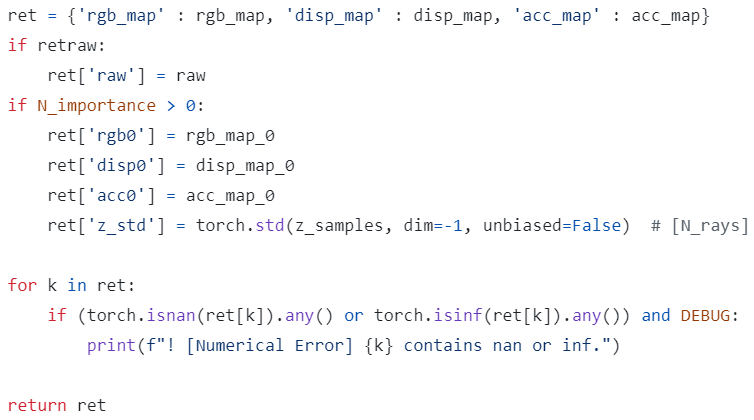 ret = {'rgb_map' : rgb_map, 'disp_map' : disp_map, 'acc_map' : acc_map}
if retraw:
    ret['raw'] = raw
if N_importance > 0:
    ret['rgb0'] = rgb_map_0
    ret['disp0'] = disp_map_0
    ret['acc0'] = acc_map_0
    ret['z_std'] = torch.std(z_samples, dim=-1, unbiased=False)  # [N_rays]

for k in ret:
    if (torch.isnan(ret[k]).any() or torch.isinf(ret[k]).any()) and DEBUG:
        print(f"! [Numerical Error] {k} contains nan or inf.")

return ret